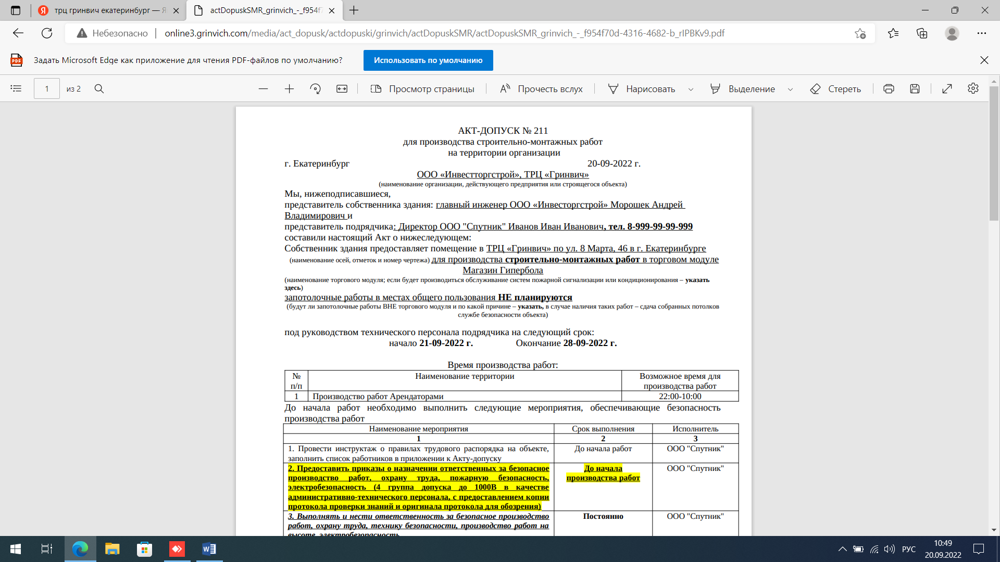 трц гринвич екатеринбург — Я
actDopuskSMR_grinvich_-_f954f7
Небезопасно
online3.grinvich.com/media/act_dopusk/actdopuski/grinvich/actDopuskSMR/actDopuskSMR_grinvich_-_f954f70d-4316-4682-b_rIPBKv9.pdf
PDF Задать Microsoft Edge как приложение для чтения PDF-файлов по умолчанию? Использовать по умолчанию
1 из 2 Просмотр страницы Прочесть вслух Нарисовать Выделение Стереть
АКТ-ДОПУСК № 211
для производства строительно-монтажных работ
на территории организации
г. Екатеринбург 20-09-2022 г.
ООО «Инвестторгстрой», ТРЦ «Гринвич»
(наименование организации, действующего предприятия или строящегося объекта)
Мы, нижеподписавшиеся,
представитель собственника здания: главный инженер ООО «Инвесторгстрой» Морошек Андрей
Владимирович и
представитель подрядчика: Директор ООО "Спутник" Иванов Иван Иванович, тел. 8-999-99-99-999
составили настоящий Акт о нижеследующем:
Собственник здания предоставляет помещение в ТРЦ «Гринвич» по ул. 8 Марта, 46 в г. Екатеринбурге
(наименование осей, отметок и номер чертежа) для производства строительно-монтажных работ в торговом модуле
Магазин Гипербола
(наименование торгового модуля; если будет производиться обслуживание систем пожарной сигнализации или кондиционирования – указать
здесь)
запотолочные работы в местах общего пользования НЕ планируются
(будут ли запотолочные работы ВНЕ торгового модуля и по какой причине – указать, в случае наличия таких работ – сдача собранных потолков
службе безопасности объекта)
под руководством технического персонала подрядчика на следующий срок:
начало 21-09-2022 г. Окончание 28-09-2022 г.
Время производства работ:
№ п/п
Наименование территории
Возможное время для
производства работ
1 Производство работ Арендаторами 22:00-10:00
До начала работ необходимо выполнить следующие мероприятия, обеспечивающие безопасность
производства работ
Наименование мероприятия Срок выполнения Исполнитель
1 2 3
1. Провести инструктаж о правилах трудового распорядка на объекте,
заполнить список работников в приложении к Акту-допуску
До начала работ
ООО "Спутник"
2. Предоставить приказы о назначении ответственных за безопасное
производство работ, охрану труда, пожарную безопасность,
электробезопасность (4 группа допуска до 1000В в качестве
административно-технического персонала, с предоставлением копии
протокола проверки знаний и оригинала протокола для обозрения)
До начала
производства работ
ООО "Спутник"
3. Выполнять и нести ответственность за безопасное производство
работ, охрану труда, технику безопасности, производство работ на
высоте, электробезопасность
Постоянно
ООО "Спутник"
РУС
10:49
20.09.2022